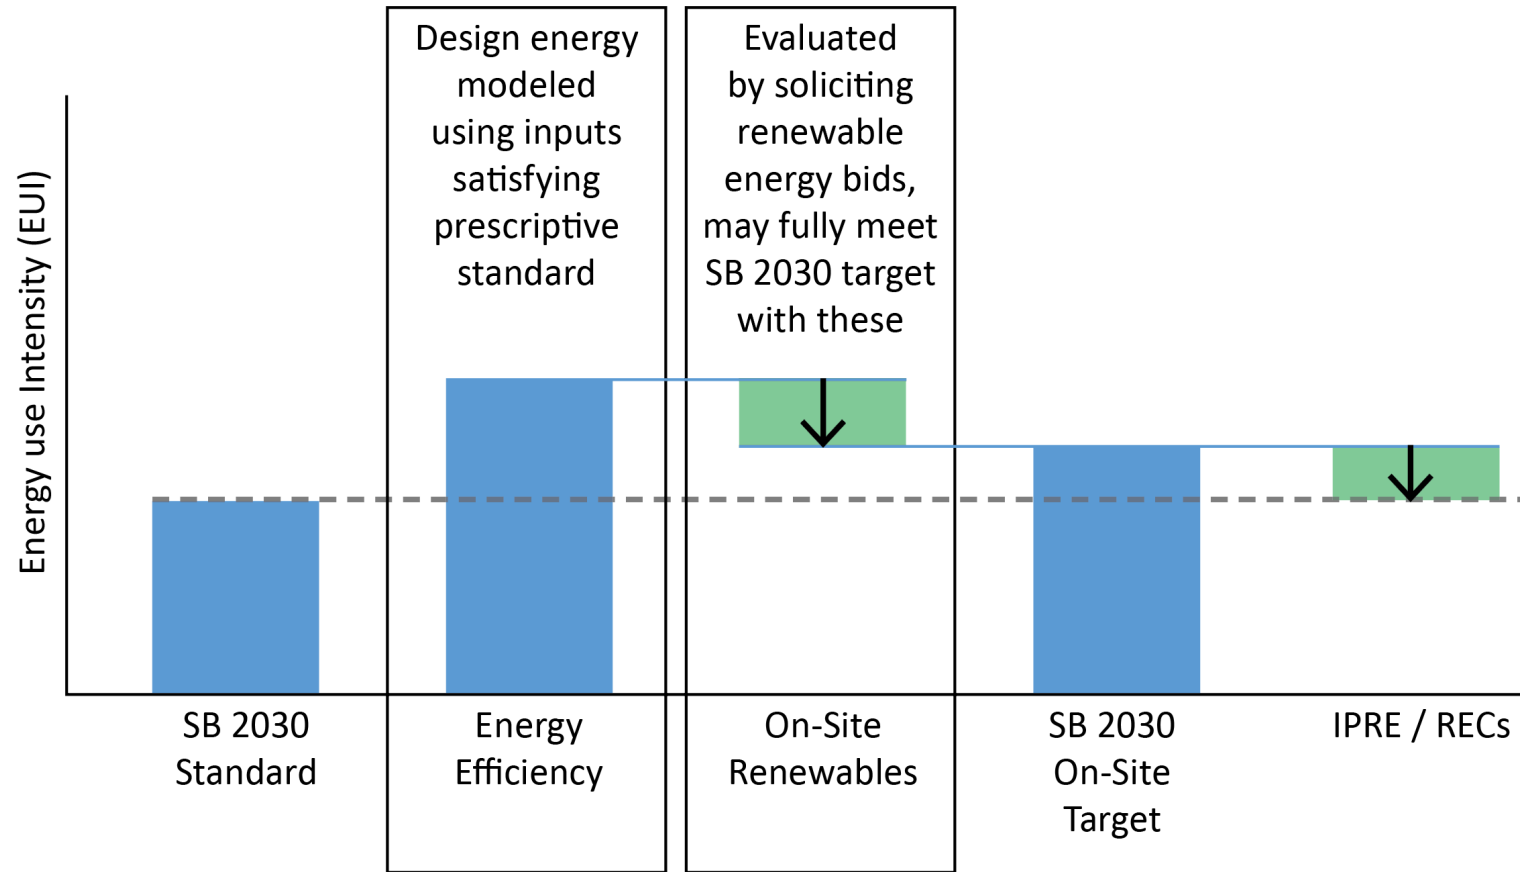 Energy use Intensity (EUI)
Design energy
modeled
using inputs
satisfying
prescriptive
standard
Evaluated
by soliciting
renewable
energy bids,
may fully meet
SB 2030 target
with these
SB 2030
Standard
Energy
Efficiency
On-Site
Renewables
SB 2030
On-Site
Target
IPRE / RECs